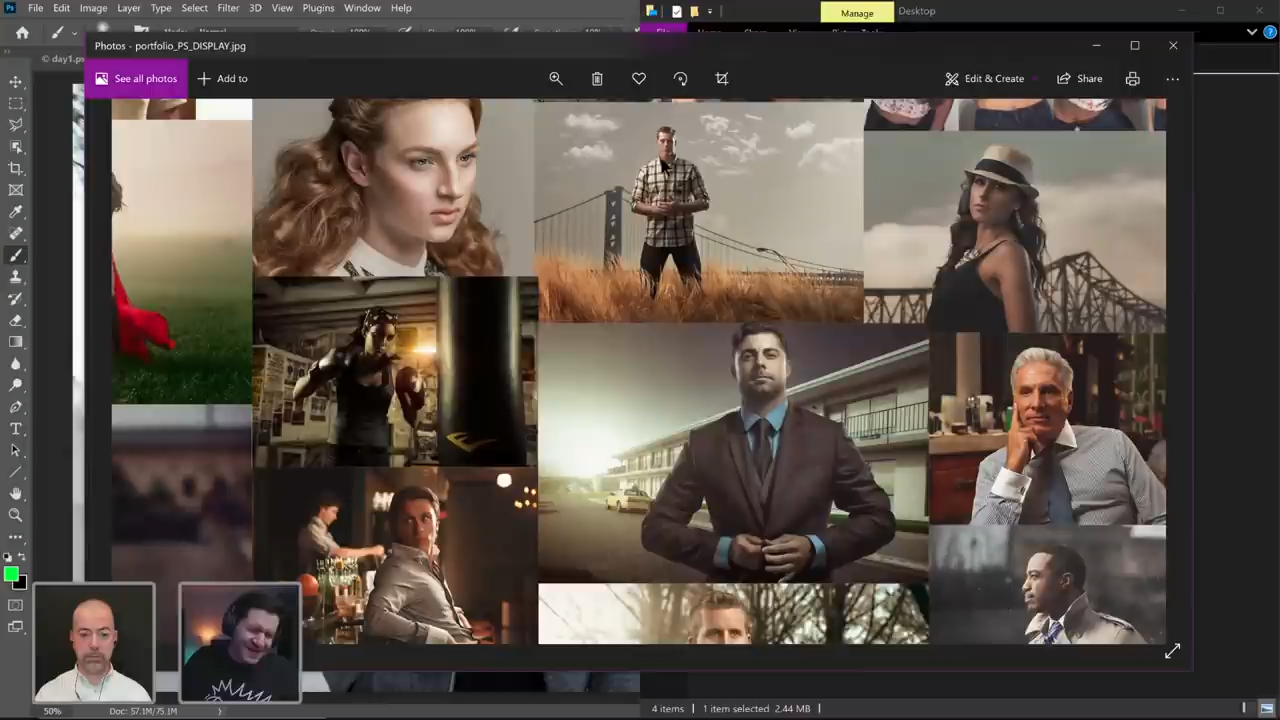 File Edit Image Layer Type Select Filter 3D View Plugins Window Help
Manage
Desktop
Photos - portfolio_PS_DISPLAY.jpg
© day1.ps
See all photos
Add to
Edit & Create
Share
50%
Doc: 57.1M/75.1M
4 items
1 item selected 2.44 MB